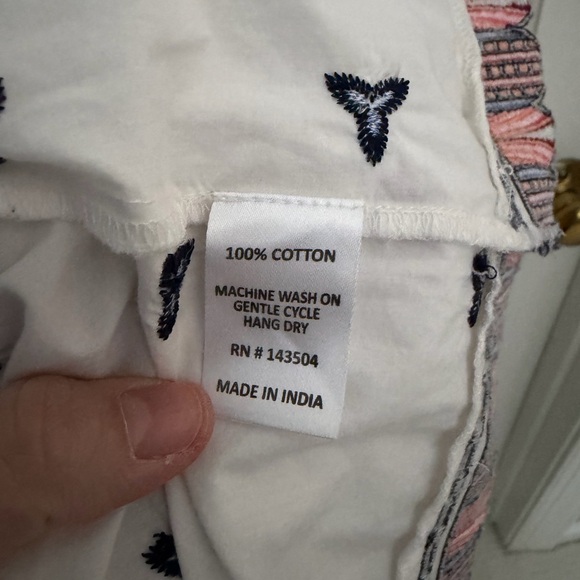 100% COTTON
MACHINE WASH ON
GENTLE CYCLE
HANG DRY
RN # 143504
MADE IN INDIA